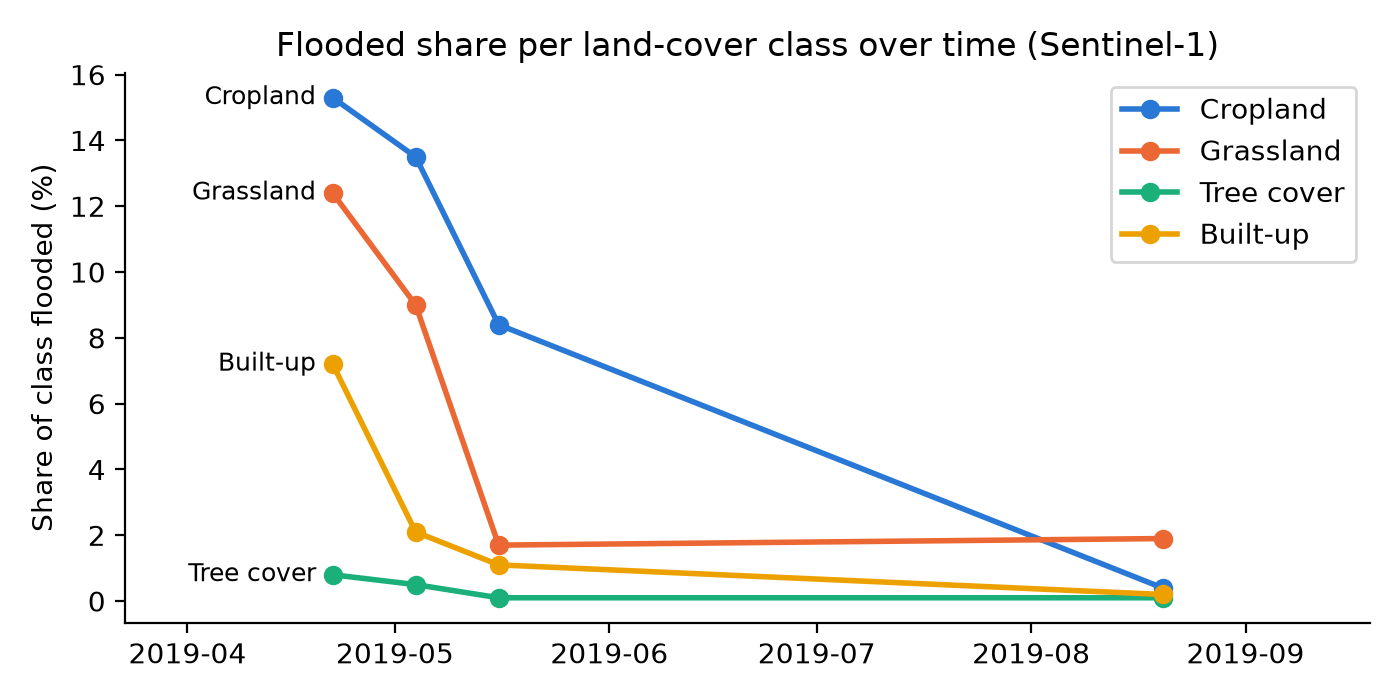 Flooded share per land-cover class over time (Sentinel-1)
Share of class flooded (%)
16
14
12
10
8
6
4
2
0
Cropland
Grassland
Built-up
Tree cover
Cropland
Grassland
Tree cover
Built-up
2019-04
2019-05
2019-06
2019-07
2019-08
2019-09